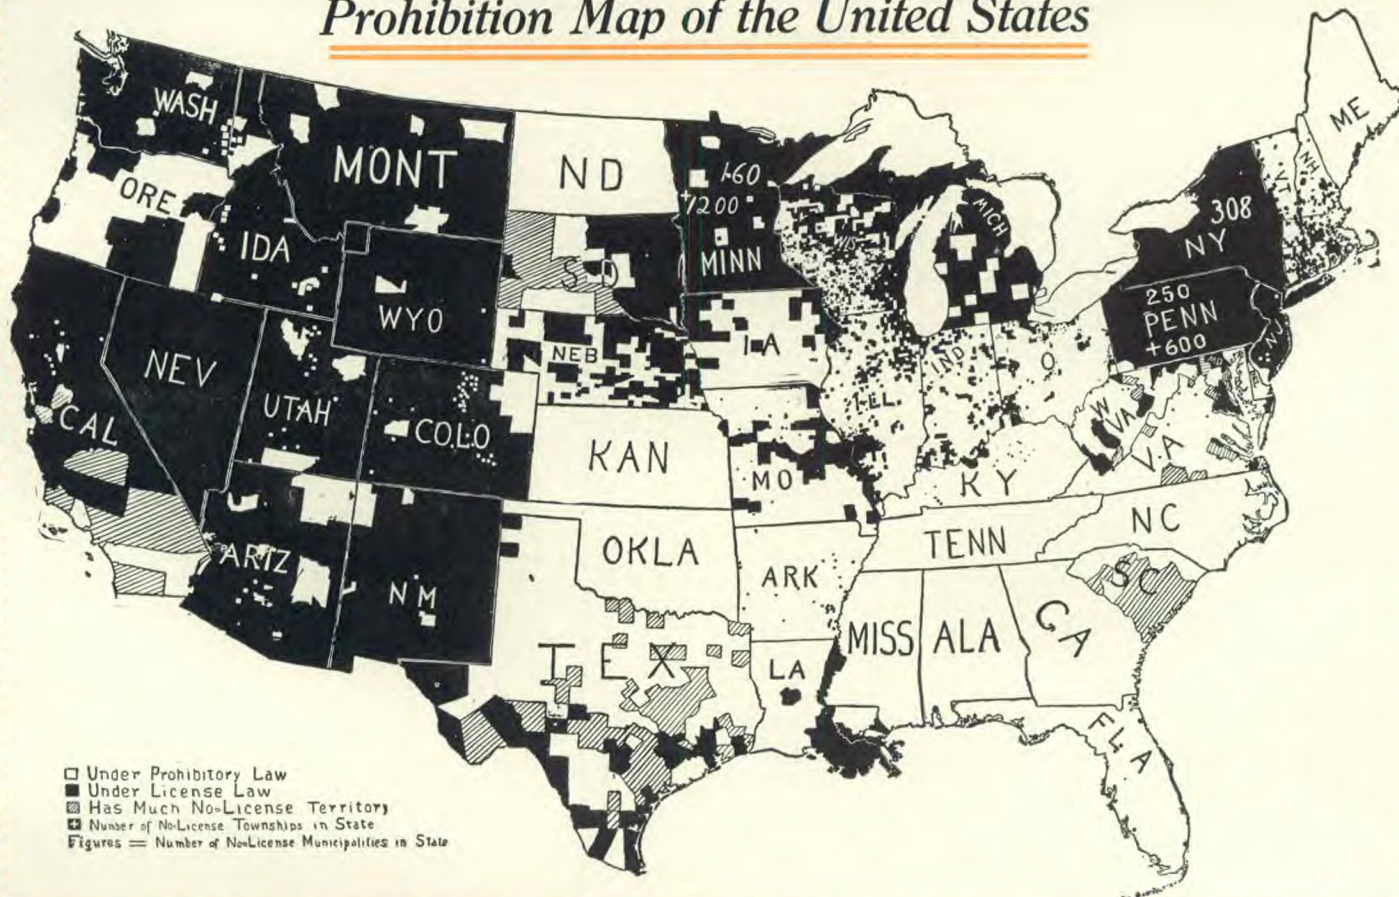 Prohibition Map of the United States
WASH
MONT
ND
ME
ORE
IDA
160
+1200
MINN
SD
WIS
MICH
VT
NH
308
NY
WYO
250
PENN
+600
NJ
NEV
NEB
IA
UTAH
COLO
ILL
IND
O
W VA
VA
CAL
KAN
MO
KY
NC
TENN
ARIZ
NM
OKLA
ARK
SC
TEX
LA
MISS
ALA
GA
FLA
Under Prohibitory Law
Under License Law
Has Much No-License Territory
Number of No-License Townships in State
Figures = Number of Non-License Municipalities in State